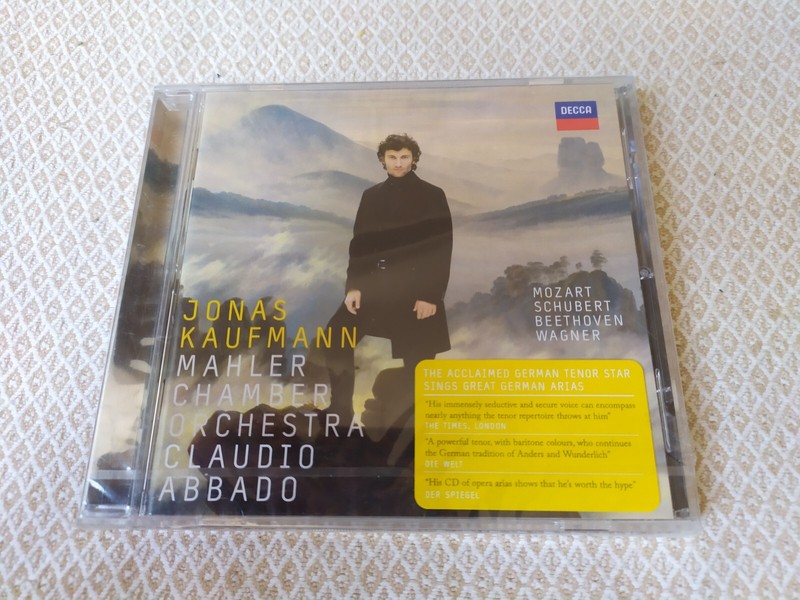 DECCA
MOZART
SCHUBERT
BEETHOVEN
WAGNER
JONAS
KAUFMANN
MAHLER
CHAMBER
ORCHESTRA
CLAUDIO
ABBADO
THE ACCLAIMED GERMAN TENOR STAR
SINGS GREAT GERMAN ARIAS
"His immensely seductive and secure voice can encompass
nearly anything the tenor repertoire throws at him"
THE TIMES, LONDON
"A powerful tenor, with baritone colours, who continues
the German tradition of Anders and Wunderlich"
DIE WELT
"His CD of opera arias shows that he's worth the hype"
DER SPIEGEL